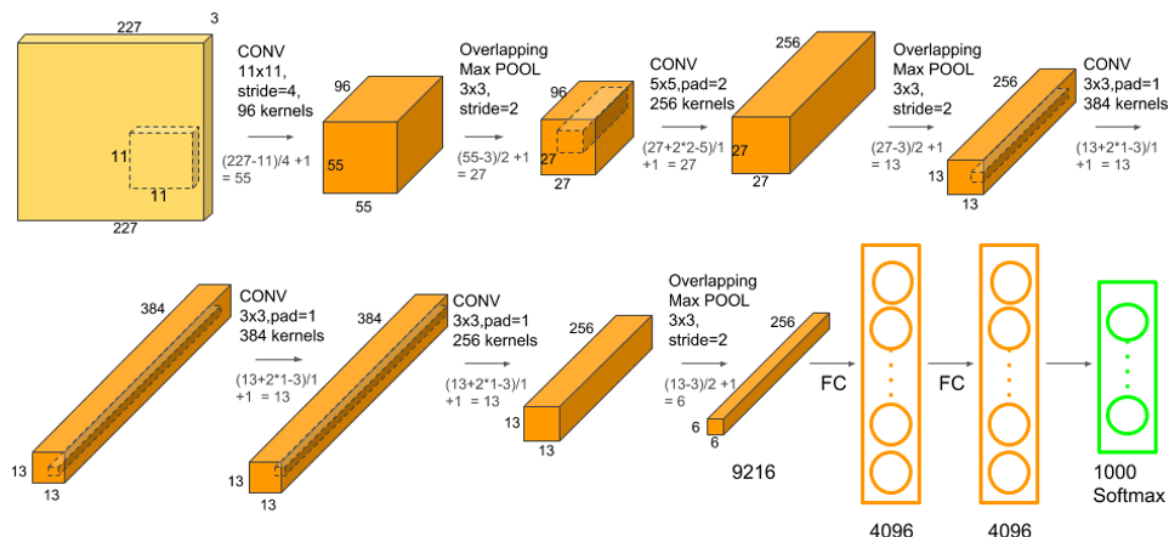 227
3
CONV
11x11,
stride=4,
96 kernels
(227-11)/4 +1
= 55
11
11
227
96
55
55
Overlapping
Max POOL
3x3,
stride=2
(55-3)/2 +1
= 27
96
27
27
CONV
5x5,pad=2
256 kernels
(27+2*2-5)/1
+1 = 27
256
27
27
Overlapping
Max POOL
3x3,
stride=2
(27-3)/2 +1
= 13
256
13
13
CONV
3x3,pad=1
384 kernels
(13+2*1-3)/1
+1 = 13
384
13
13
CONV
3x3,pad=1
384 kernels
(13+2*1-3)/1
+1 = 13
384
13
13
CONV
3x3,pad=1
256 kernels
(13+2*1-3)/1
+1 = 13
256
13
13
Overlapping
Max POOL
3x3,
stride=2
(13-3)/2 +1
= 6
256
6
6
9216
FC
4096
FC
4096
1000
Softmax